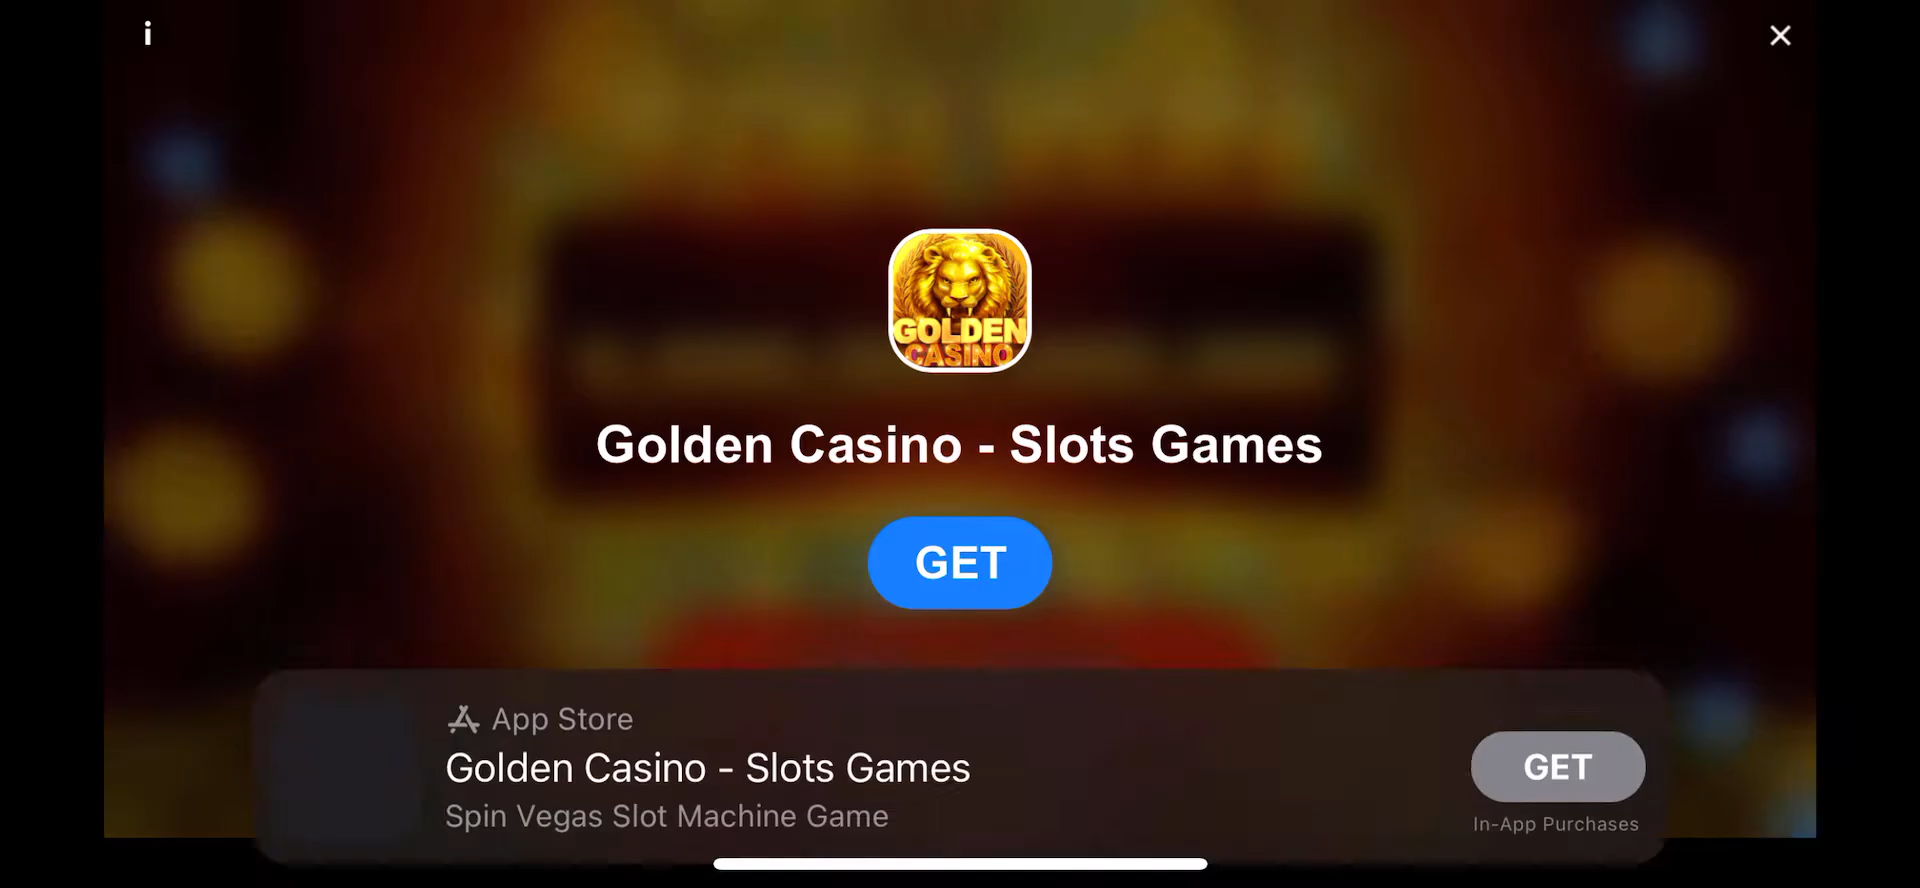 i
GOLDEN
CASINO
Golden Casino - Slots Games
GET
App Store
Golden Casino - Slots Games
Spin Vegas Slot Machine Game
GET
In-App Purchases